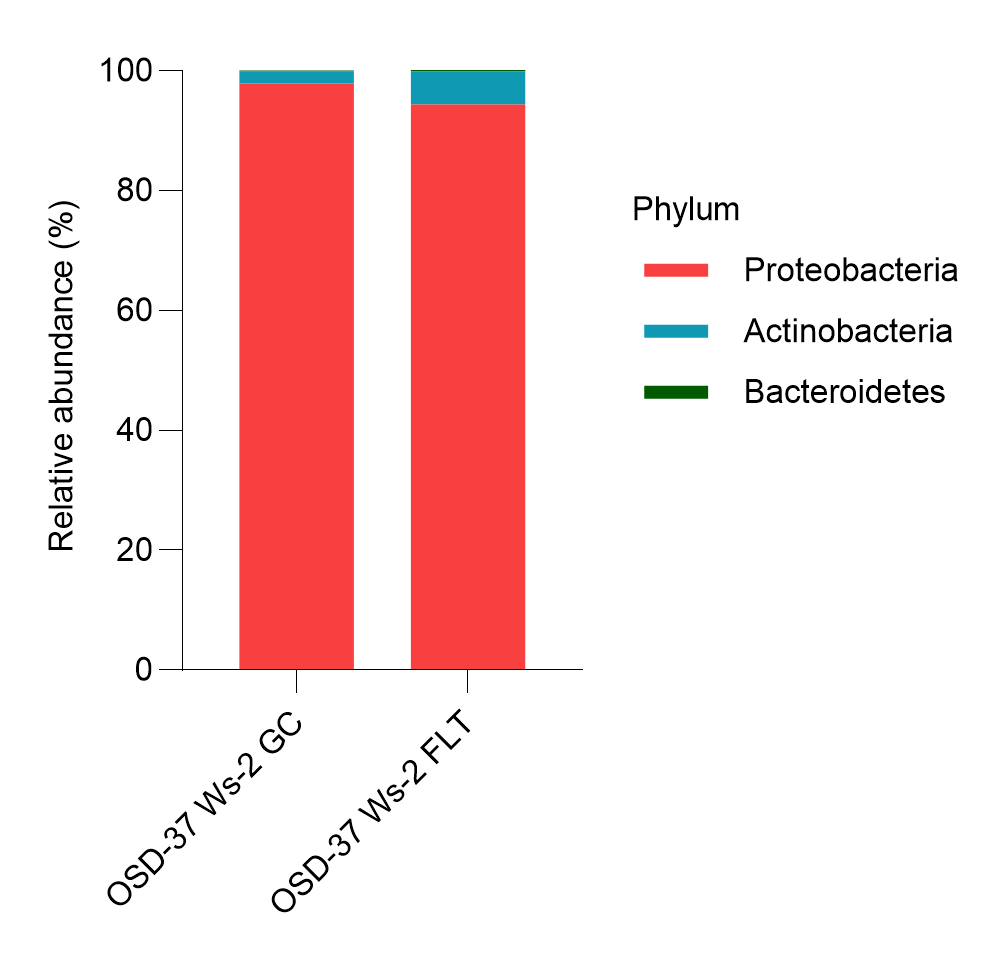 Relative abundance (%)
100
80
60
40
20
0
OSD-37 Ws-2 GC
OSD-37 Ws-2 FLT
Phylum
Proteobacteria
Actinobacteria
Bacteroidetes